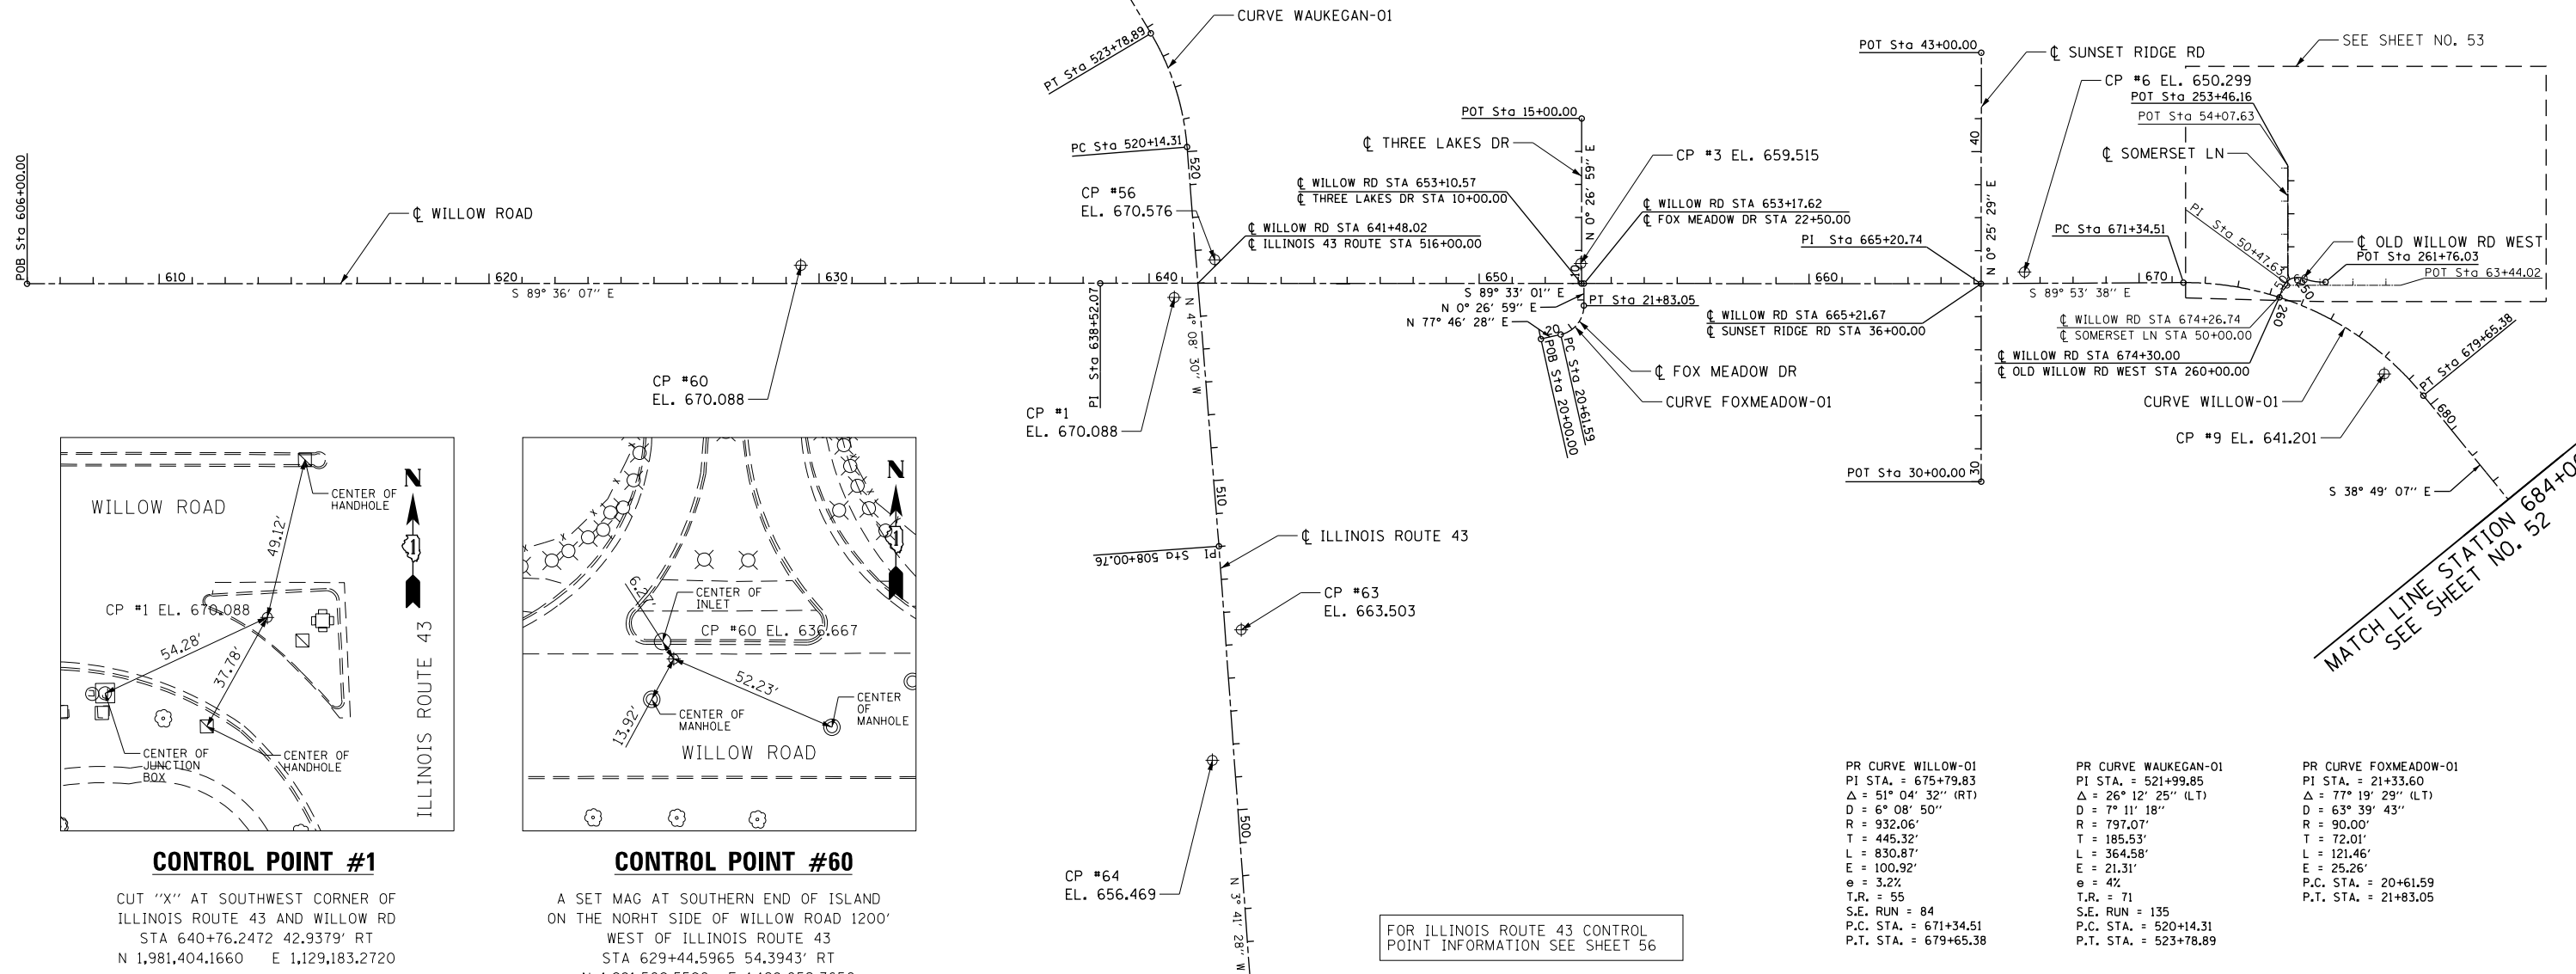 CURVE WAUKEGAN-01
PT Sta 523+78.89
PC Sta 520+14.31
520
POT Sta 43+00.00
℄ SUNSET RIDGE RD
SEE SHEET NO. 53
CP #6 EL. 650.299
POT Sta 253+46.16
POT Sta 54+07.63
℄ SOMERSET LN
POT Sta 15+00.00
℄ THREE LAKES DR
N 0° 26' 59" E
CP #3 EL. 659.515
40
POB Sta 606+00.00
℄ WILLOW ROAD
CP #56
EL. 670.576
℄ WILLOW RD STA 653+10.57
℄ THREE LAKES DR STA 10+00.00
℄ WILLOW RD STA 653+17.62
℄ FOX MEADOW DR STA 22+50.00
℄ WILLOW RD STA 641+48.02
℄ ILLINOIS 43 ROUTE STA 516+00.00
PI Sta 665+20.74
N 0° 25' 29" E
PC Sta 671+34.51
PI Sta 50+47.63
℄ OLD WILLOW RD WEST
POT Sta 261+76.03
POT Sta 63+44.02
610
620
630
640
650
10
660
670
S 89° 36' 07" E
S 89° 33' 01" E
S 89° 53' 38" E
N 0° 26' 59" E
N 77° 46' 28" E
PT Sta 21+83.05
20
POB Sta 20+00.00
PC Sta 20+61.59
℄ WILLOW RD STA 665+21.67
℄ SUNSET RIDGE RD STA 36+00.00
260
℄ WILLOW RD STA 674+26.74
℄ SOMERSET LN STA 50+00.00
℄ WILLOW RD STA 674+30.00
℄ OLD WILLOW RD WEST STA 260+00.00
PT Sta 679+65.38
680
CP #60
EL. 670.088
PI Sta 638+52.07
N 4° 08' 30" W
CP #1
EL. 670.088
℄ FOX MEADOW DR
CURVE FOXMEADOW-01
CURVE WILLOW-01
CP #9 EL. 641.201
POT Sta 30+00.00
30
S 38° 49' 07" E
MATCH LINE STATION 684+0
SEE SHEET NO. 52
510
PI Sta 508+00.76
℄ ILLINOIS ROUTE 43
CP #63
EL. 663.503
500
CP #64
EL. 656.469
N 3° 41' 28" W
WILLOW ROAD
CENTER OF
HANDHOLE
N
1
49.12'
CP #1 EL. 670.088
54.28'
37.78'
ILLINOIS ROUTE 43
CENTER OF
JUNCTION
BOX
CENTER OF
HANDHOLE
CONTROL POINT #1
CUT "X" AT SOUTHWEST CORNER OF
ILLINOIS ROUTE 43 AND WILLOW RD
STA 640+76.2472 42.9379' RT
N 1,981,404.1660 E 1,129,183.2720
N
1
CENTER OF
INLET
CP #60 EL. 636.667
52.23'
13.92'
CENTER OF
MANHOLE
CENTER
OF
MANHOLE
WILLOW ROAD
CONTROL POINT #60
A SET MAG AT SOUTHERN END OF ISLAND
ON THE NORHT SIDE OF WILLOW ROAD 1200'
WEST OF ILLINOIS ROUTE 43
STA 629+44.5965 54.3943' RT
FOR ILLINOIS ROUTE 43 CONTROL
POINT INFORMATION SEE SHEET 56
PR CURVE WILLOW-01
PI STA. = 675+79.83
Δ = 51° 04' 32" (RT)
D = 6° 08' 50"
R = 932.06'
T = 445.32'
L = 830.87'
E = 100.92'
e = 3.2%
T.R. = 55
S.E. RUN = 84
P.C. STA. = 671+34.51
P.T. STA. = 679+65.38
PR CURVE WAUKEGAN-01
PI STA. = 521+99.85
Δ = 26° 12' 25" (LT)
D = 7° 11' 18"
R = 797.07'
T = 185.53'
L = 364.58'
E = 21.31'
e = 4%
T.R. = 71
S.E. RUN = 135
P.C. STA. = 520+14.31
P.T. STA. = 523+78.89
PR CURVE FOXMEADOW-01
PI STA. = 21+33.60
Δ = 77° 19' 29" (LT)
D = 63° 39' 43"
R = 90.00'
T = 72.01'
L = 121.46'
E = 25.26'
P.C. STA. = 20+61.59
P.T. STA. = 21+83.05